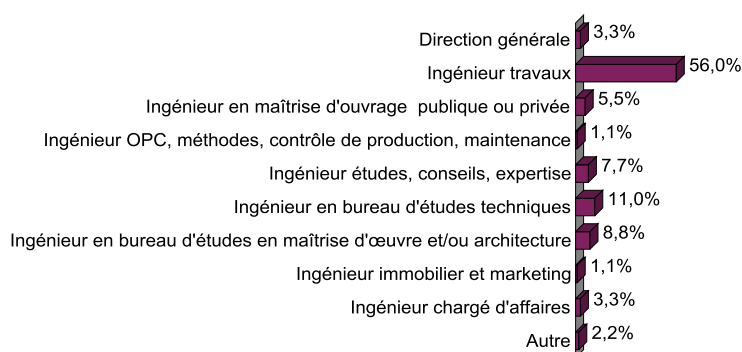 Direction générale 3,3%
Ingénieur travaux 56,0%
Ingénieur en maîtrise d'ouvrage publique ou privée 5,5%
Ingénieur OPC, méthodes, contrôle de production, maintenance 1,1%
Ingénieur études, conseils, expertise 7,7%
Ingénieur en bureau d'études techniques 11,0%
Ingénieur en bureau d'études en maîtrise d'œuvre et/ou architecture 8,8%
Ingénieur immobilier et marketing 1,1%
Ingénieur chargé d'affaires 3,3%
Autre 2,2%